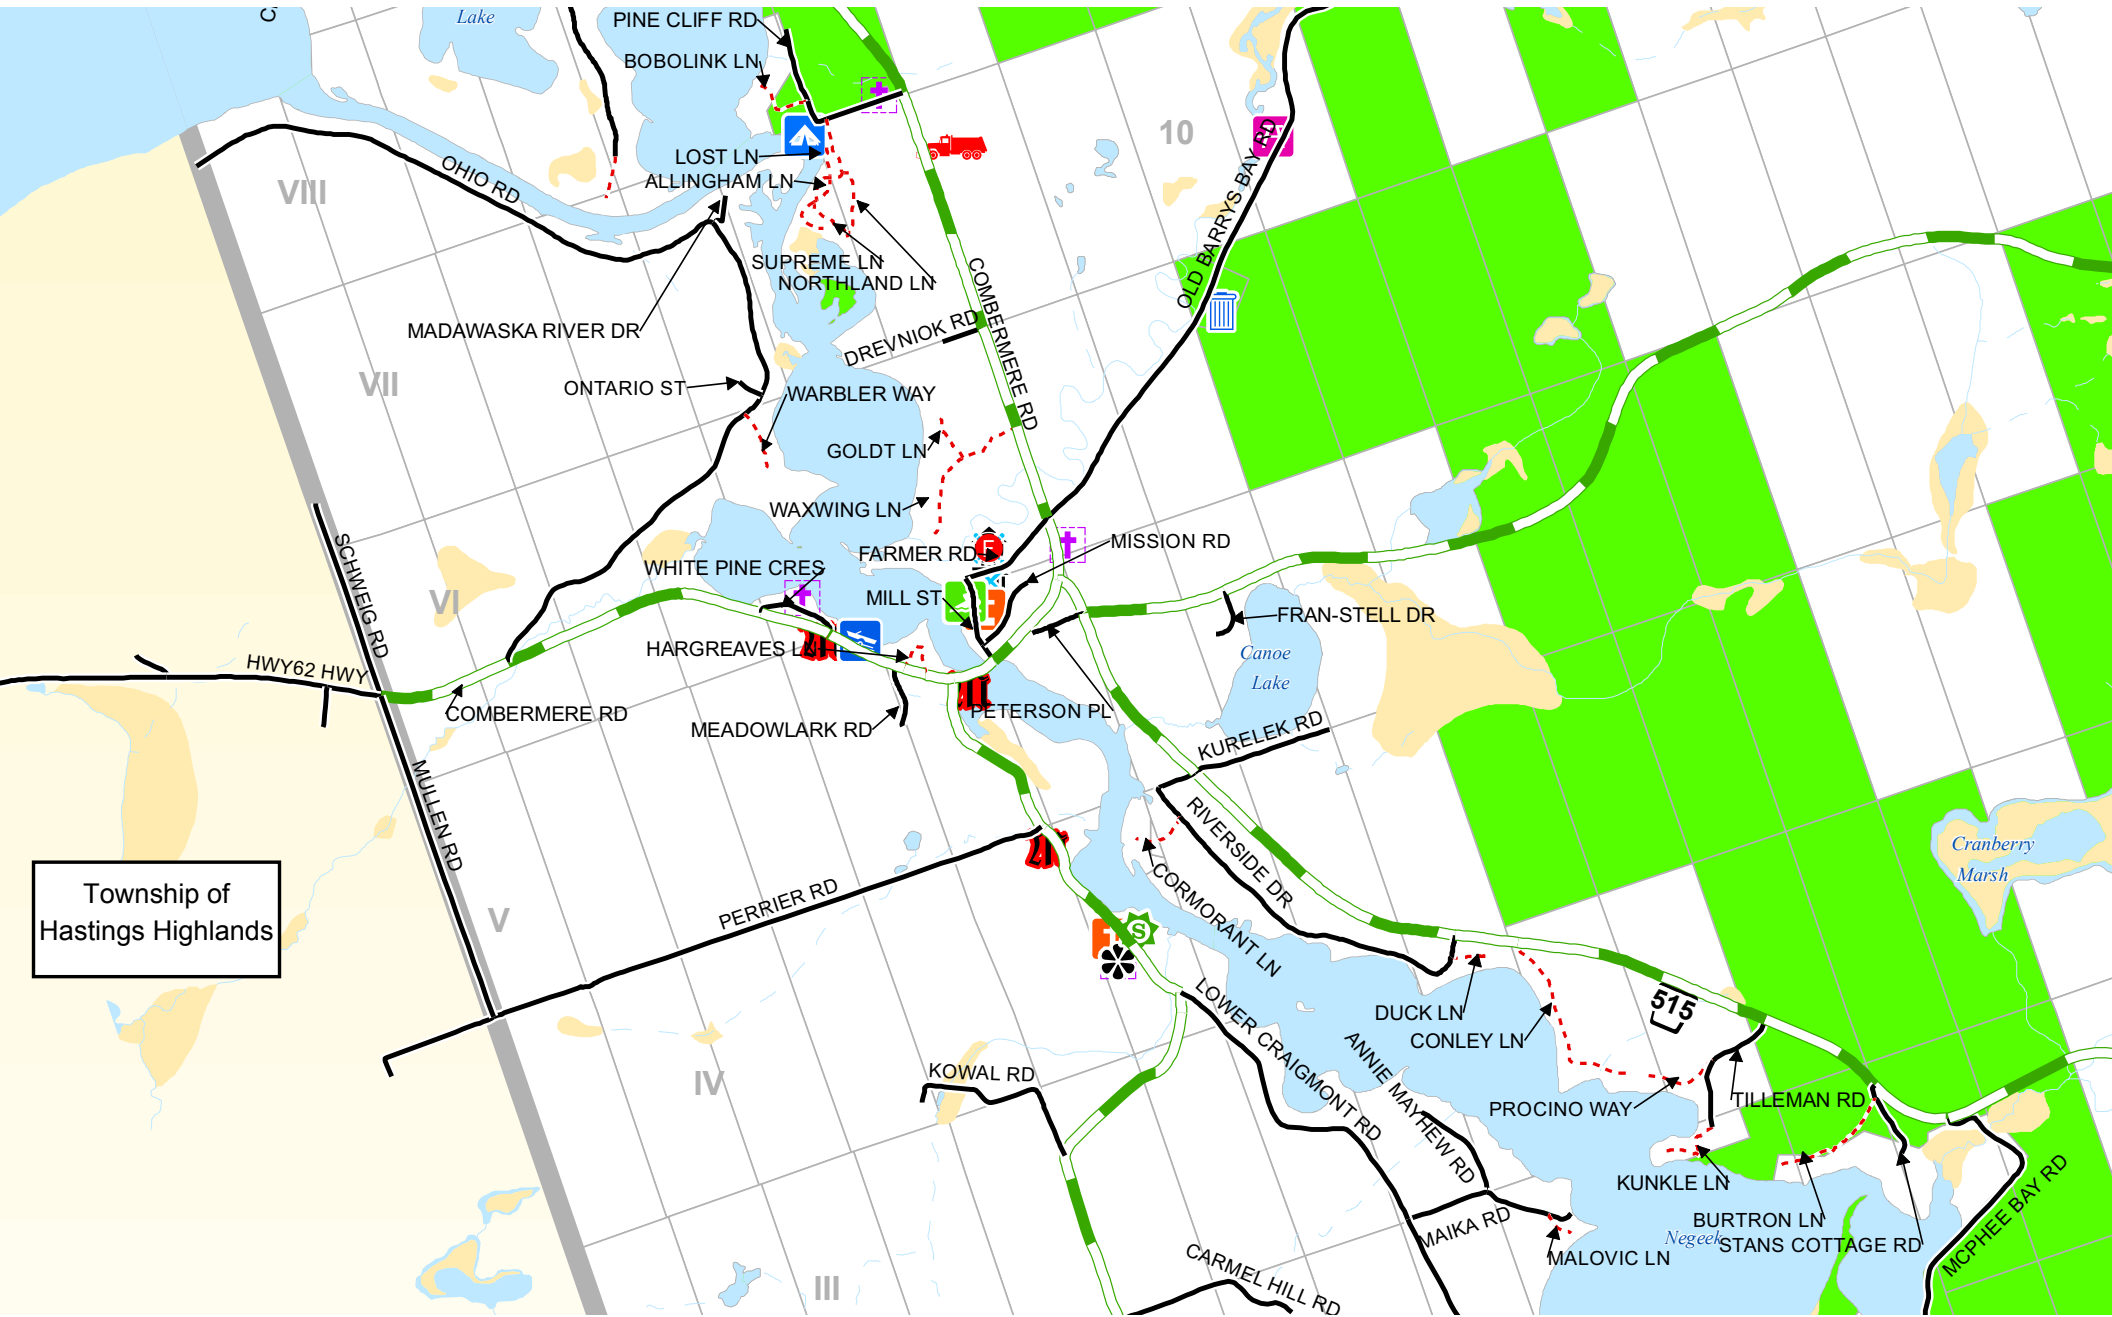 Lake
PINE CLIFF RD
BOBOLINK LN
10
LOST LN
ALLINGHAM LN
OHIO RD
VIII
SUPREME LN
NORTHLAND LN
COMBERMERE RD
OLD BARRYS BAY RD
MADAWASKA RIVER DR
DREVNIOK RD
VII
ONTARIO ST
WARBLER WAY
GOLDT LN
WAXWING LN
SCHWEIG RD
FARMER RD
MISSION RD
WHITE PINE CRES
VI
MILL ST
FRAN-STELL DR
HARGREAVES LN
Canoe
Lake
HWY62 HWY
COMBERMERE RD
PETERSON PL
MEADOWLARK RD
KURELEK RD
MULLEN RD
RIVERSIDE DR
Cranberry
Marsh
Township of
Hastings Highlands
PERRIER RD
CORMORANT LN
V
S
LOWER CRAIGMONT RD
DUCK LN
515
CONLEY LN
ANNIE MAYHEW RD
KOWAL RD
IV
PROCINO WAY
TILLEMAN RD
KUNKLE LN
MAIKA RD
BURTRON LN
Negeek
STANS COTTAGE RD
MCPHEE BAY RD
MALOVIC LN
CARMEL HILL RD
III